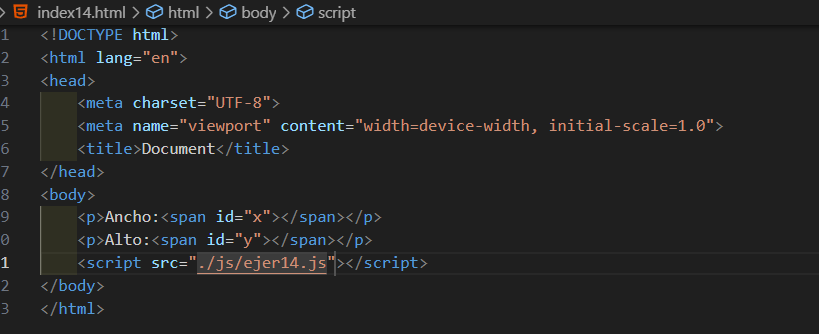 index14.html > html > body > script
1 <!DOCTYPE html>
2 <html lang="en">
3 <head>
4 <meta charset="UTF-8">
5 <meta name="viewport" content="width=device-width, initial-scale=1.0">
6 <title>Document</title>
7 </head>
8 <body>
9 <p>Ancho:<span id="x"></span></p>
0 <p>Alto:<span id="y"></span></p>
1 <script src="./js/ejer14.js"></script>
2 </body>
3 </html>